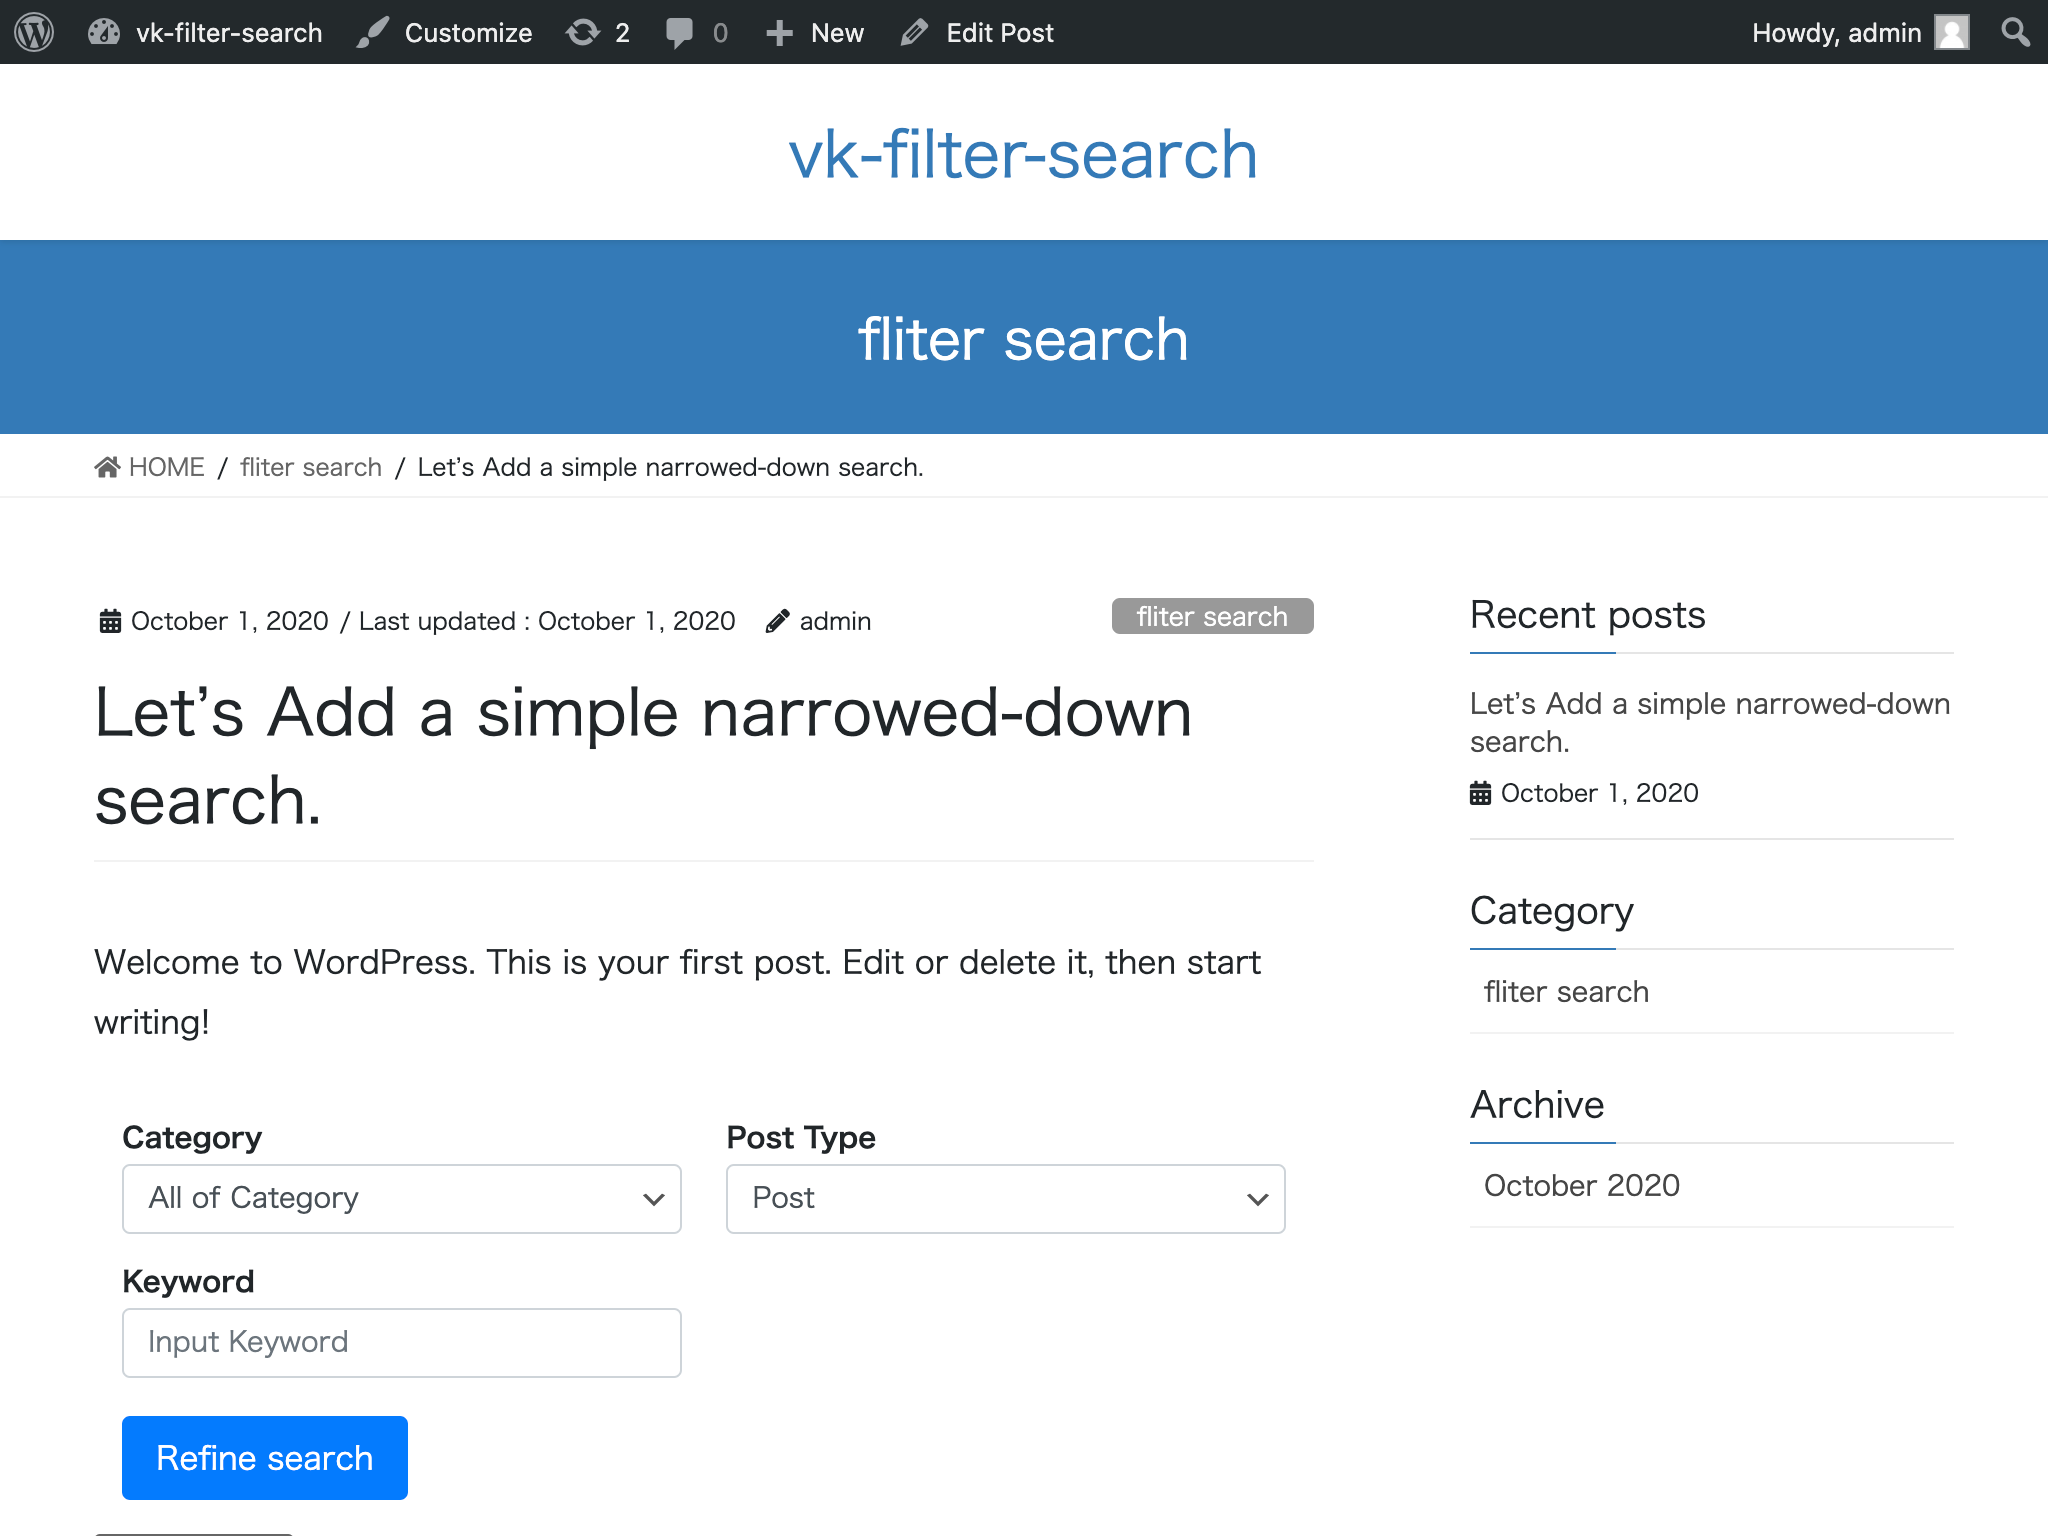 vk-filter-search Customize 2 0 New Edit Post Howdy, admin
vk-filter-search
fliter search
HOME / fliter search / Let’s Add a simple narrowed-down search.
October 1, 2020 / Last updated : October 1, 2020 admin fliter search
Let’s Add a simple narrowed-down
search.
Welcome to WordPress. This is your first post. Edit or delete it, then start
writing!
Category
All of Category
Post Type
Post
Keyword
Input Keyword
Refine search
Recent posts
Let’s Add a simple narrowed-down
search.
October 1, 2020
Category
fliter search
Archive
October 2020